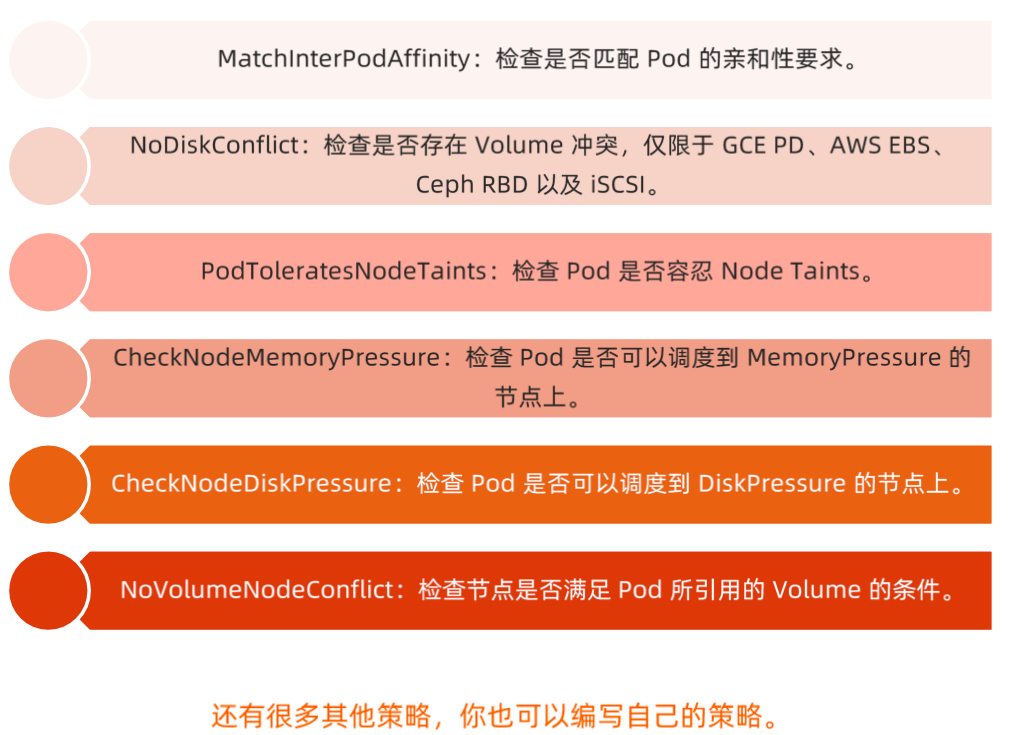 MatchInterPodAffinity：检查是否匹配 Pod 的亲和性要求。
NoDiskConflict：检查是否存在 Volume 冲突，仅限于 GCE PD、AWS EBS、
Ceph RBD 以及 iSCSI。
PodToleratesNodeTaints：检查 Pod 是否容忍 Node Taints。
CheckNodeMemoryPressure：检查 Pod 是否可以调度到 MemoryPressure 的
节点上。
CheckNodeDiskPressure：检查 Pod 是否可以调度到 DiskPressure 的节点上。
NoVolumeNodeConflict：检查节点是否满足 Pod 所引用的 Volume 的条件。
还有很多其他策略，你也可以编写自己的策略。